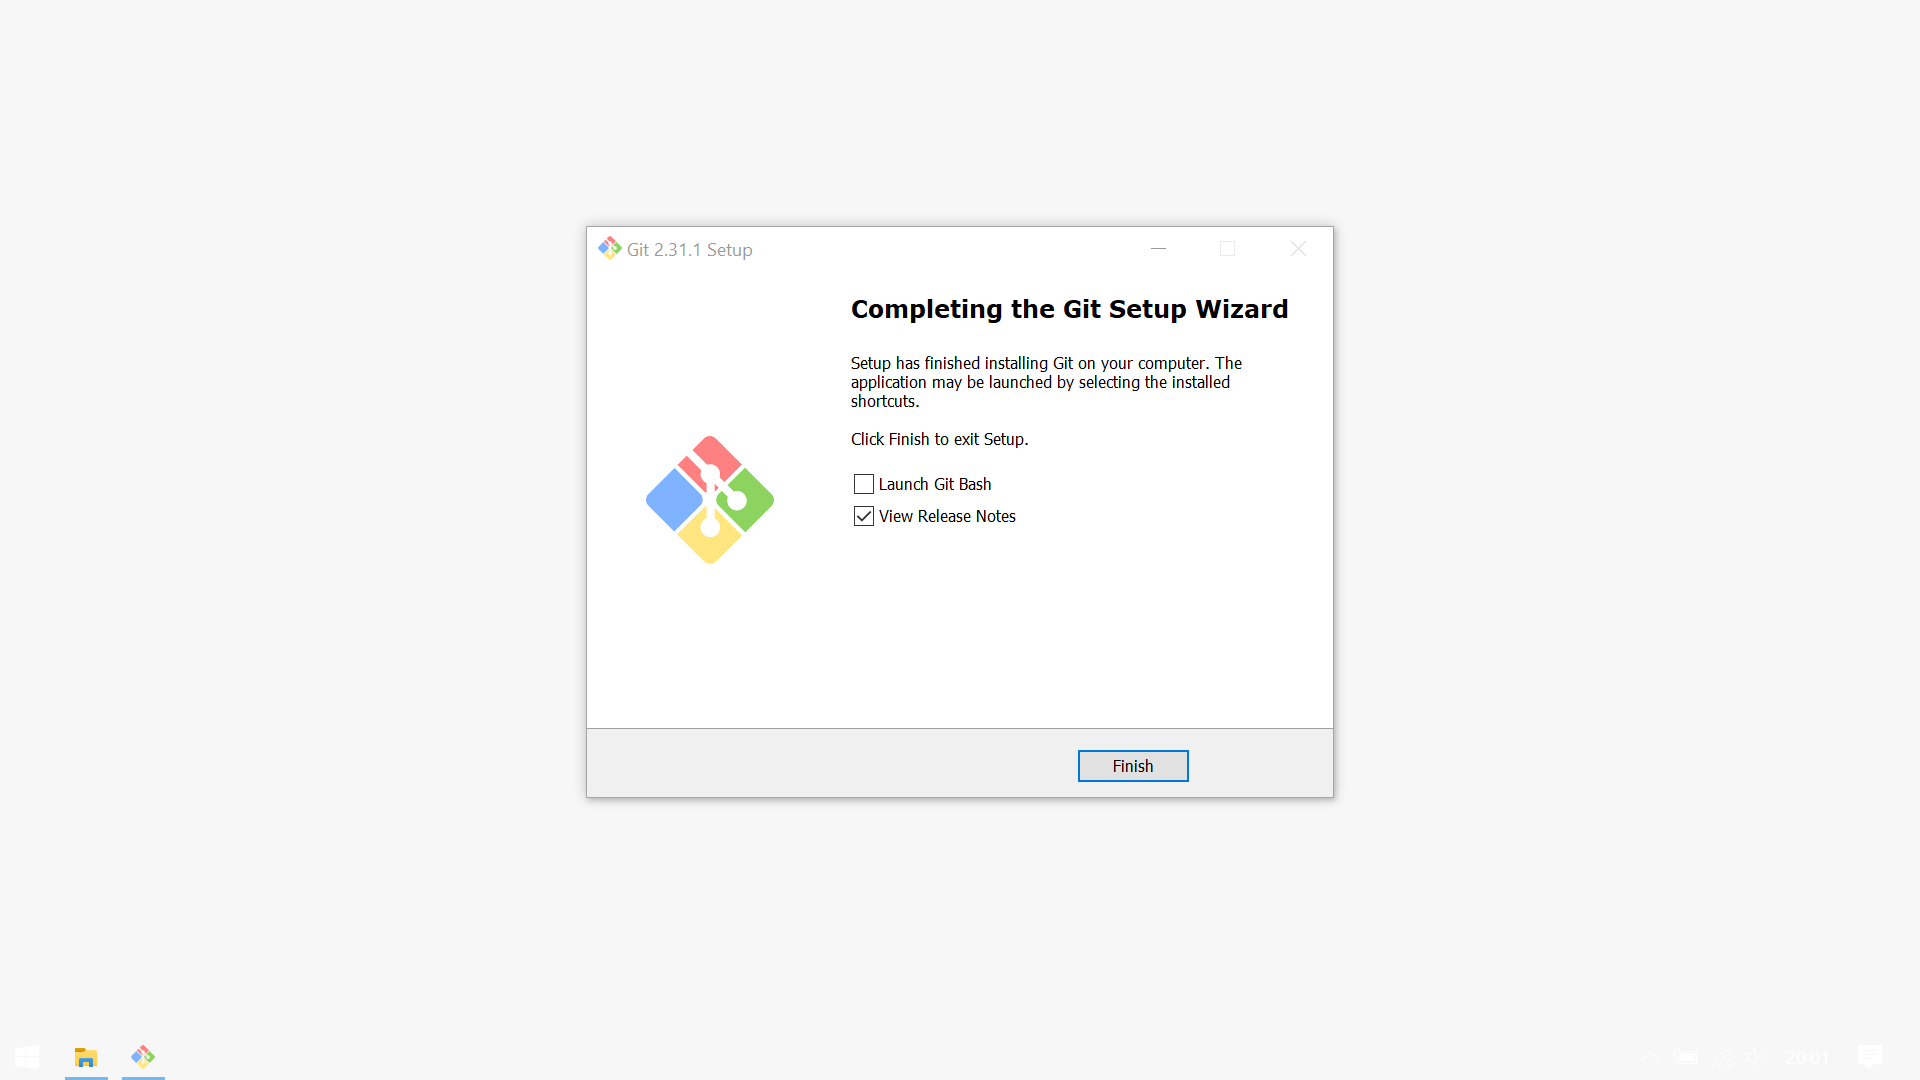 Git 2.31.1 Setup
Completing the Git Setup Wizard
Setup has finished installing Git on your computer. The
application may be launched by selecting the installed
shortcuts.
Click Finish to exit Setup.
Launch Git Bash
View Release Notes
Finish
20:01